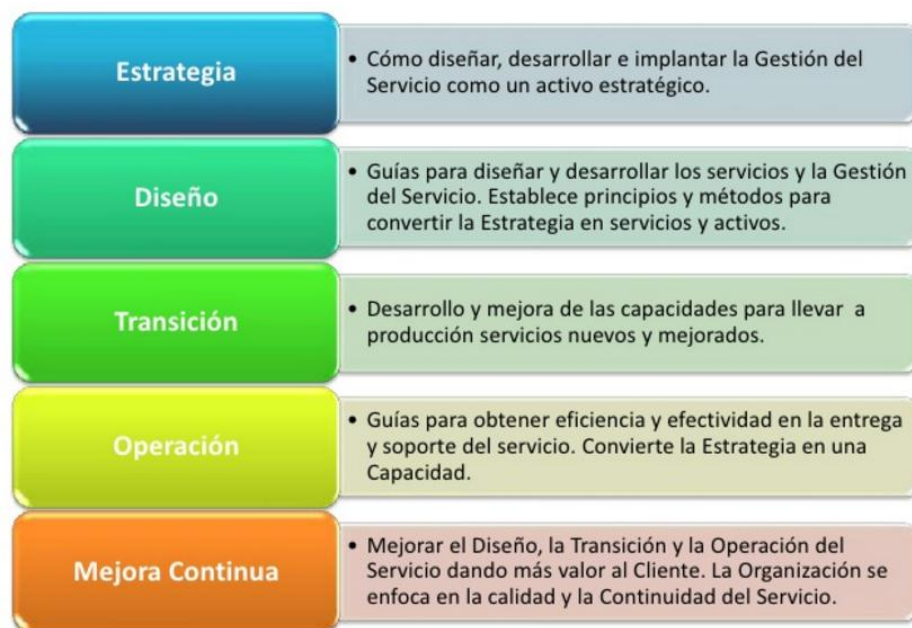 Estrategia
• Cómo diseñar, desarrollar e implantar la Gestión del
Servicio como un activo estratégico.
Diseño
• Guías para diseñar y desarrollar los servicios y la Gestión
del Servicio. Establece principios y métodos para
convertir la Estrategia en servicios y activos.
Transición
• Desarrollo y mejora de las capacidades para llevar a
producción servicios nuevos y mejorados.
Operación
• Guías para obtener eficiencia y efectividad en la entrega
y soporte del servicio. Convierte la Estrategia en una
Capacidad.
Mejora Continua
• Mejorar el Diseño, la Transición y la Operación del
Servicio dando más valor al Cliente. La Organización se
enfoca en la calidad y la Continuidad del Servicio.